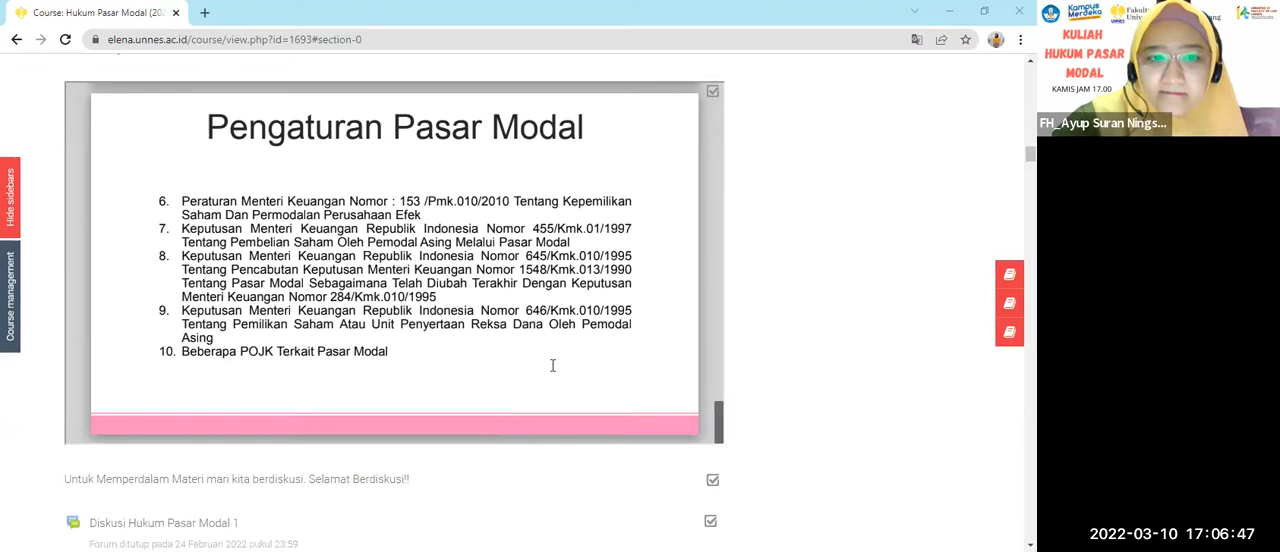 Course: Hukum Pasar Modal (202
elena.unnes.ac.id/course/view.php?id=1693#section-0
Hide sidebars
Course management
Pengaturan Pasar Modal
6. Peraturan Menteri Keuangan Nomor : 153 /Pmk.010/2010 Tentang Kepemilikan
Saham Dan Permodalan Perusahaan Efek
7. Keputusan Menteri Keuangan Republik Indonesia Nomor 455/Kmk.01/1997
Tentang Pembelian Saham Oleh Pemodal Asing Melalui Pasar Modal
8. Keputusan Menteri Keuangan Republik Indonesia Nomor 645/Kmk.010/1995
Tentang Pencabutan Keputusan Menteri Keuangan Nomor 1548/Kmk.013/1990
Tentang Pasar Modal Sebagaimana Telah Diubah Terakhir Dengan Keputusan
Menteri Keuangan Nomor 284/Kmk.010/1995
9. Keputusan Menteri Keuangan Republik Indonesia Nomor 646/Kmk.010/1995
Tentang Pemilikan Saham Atau Unit Penyertaan Reksa Dana Oleh Pemodal
Asing
10. Beberapa POJK Terkait Pasar Modal
Untuk Memperdalam Materi mari kita berdiskusi. Selamat Berdiskusi!!
Diskusi Hukum Pasar Modal 1
Forum ditutup pada 24 Februari 2022 pukul 23:59
Kampus
Merdeka
KULIAH
HUKUM PASAR
MODAL
KAMIS JAM 17.00
FH_ Ayup Suran Nings...
2022-03-10 17:06:47